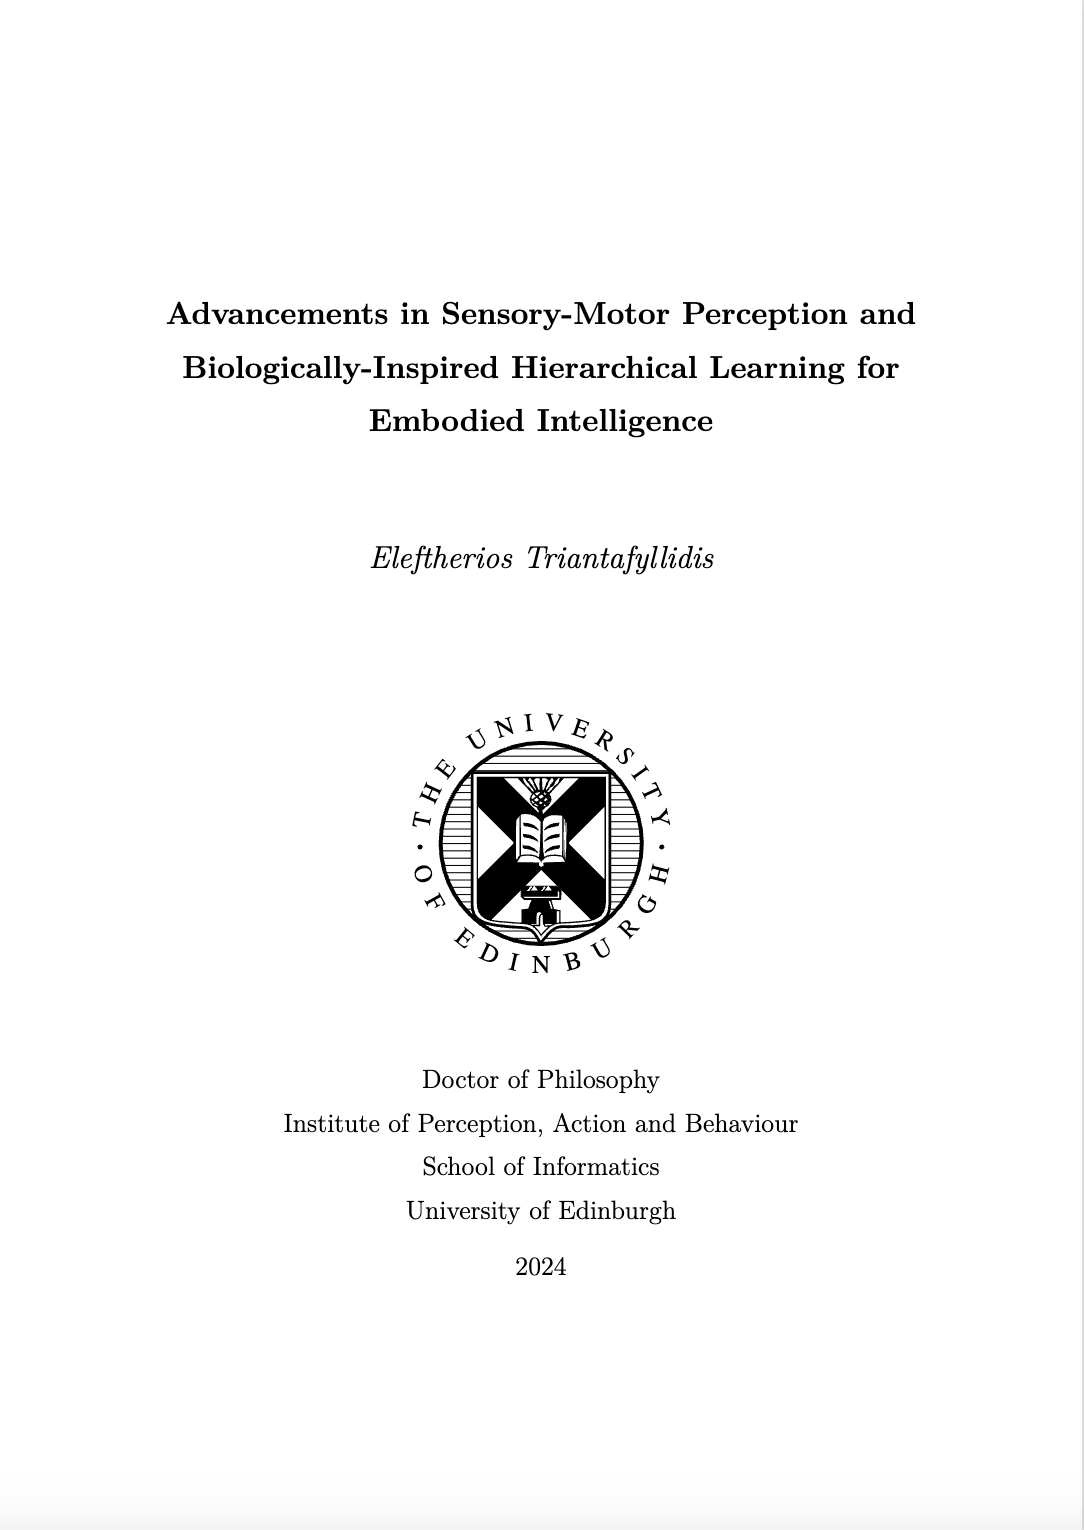 Advancements in Sensory-Motor Perception and
Biologically-Inspired Hierarchical Learning for
Embodied Intelligence
Eleftherios Triantafyllidis
THE UNIVERSITY
OF EDINBURGH
Doctor of Philosophy
Institute of Perception, Action and Behaviour
School of Informatics
University of Edinburgh
2024